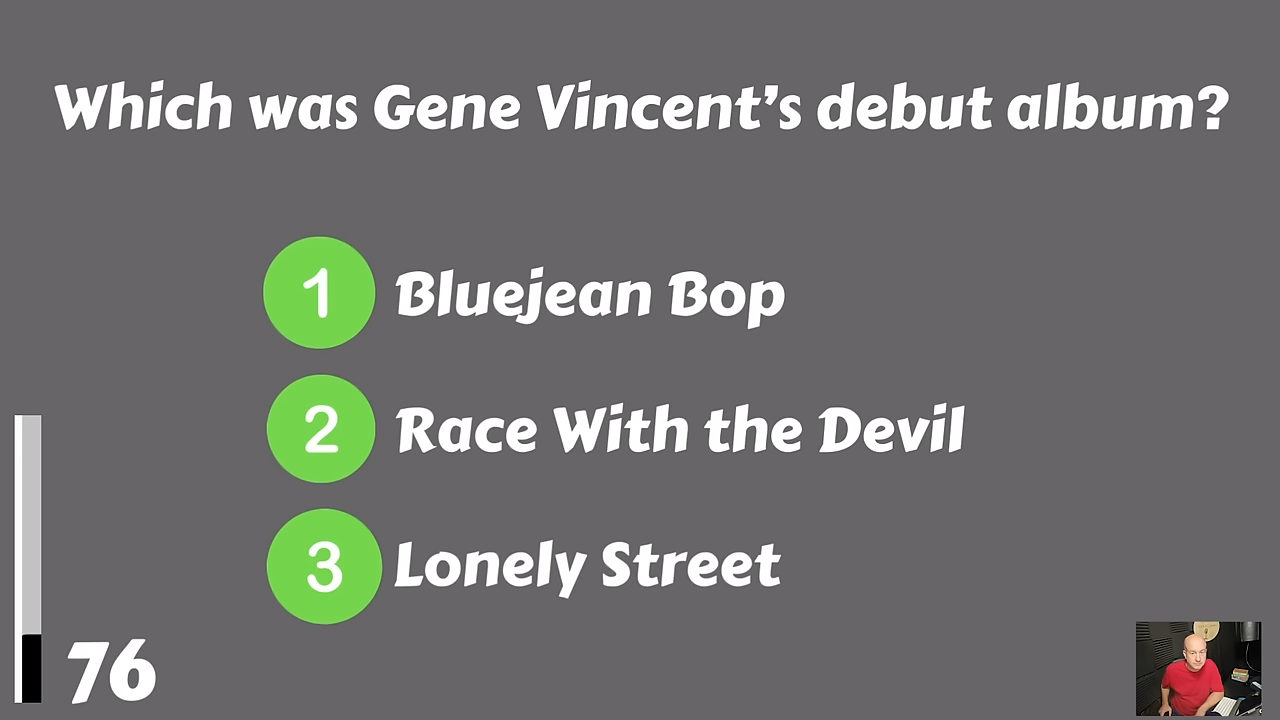 Which was Gene Vincent’s debut album?
1 Bluejean Bop
2 Race With the Devil
3 Lonely Street
76